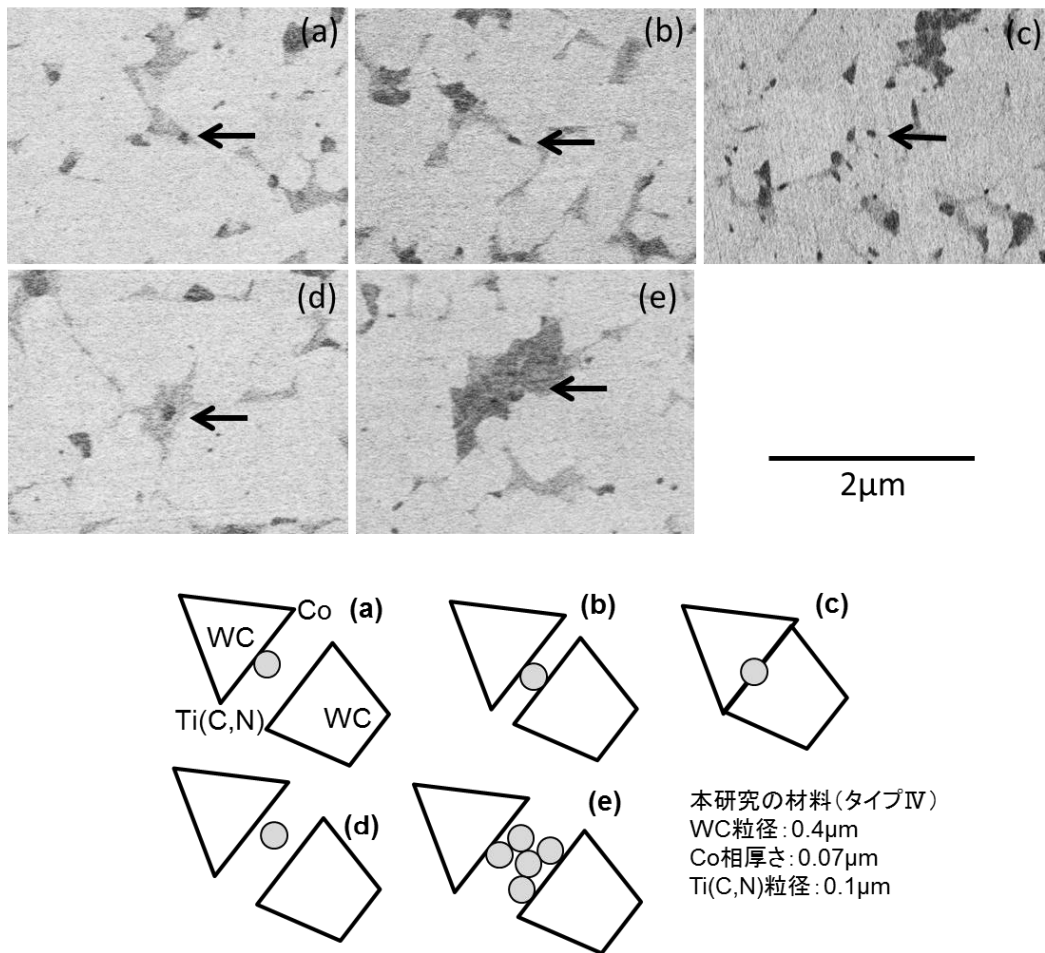 (a)
(b)
(c)
(d)
(e)
2μm
Co
(a)
WC
Ti(C,N)
WC
(b)
(c)
(d)
(e)
本研究の材料(タイプⅣ)
WC粒径:0.4μm
Co相厚さ:0.07μm
Ti(C,N)粒径:0.1μm